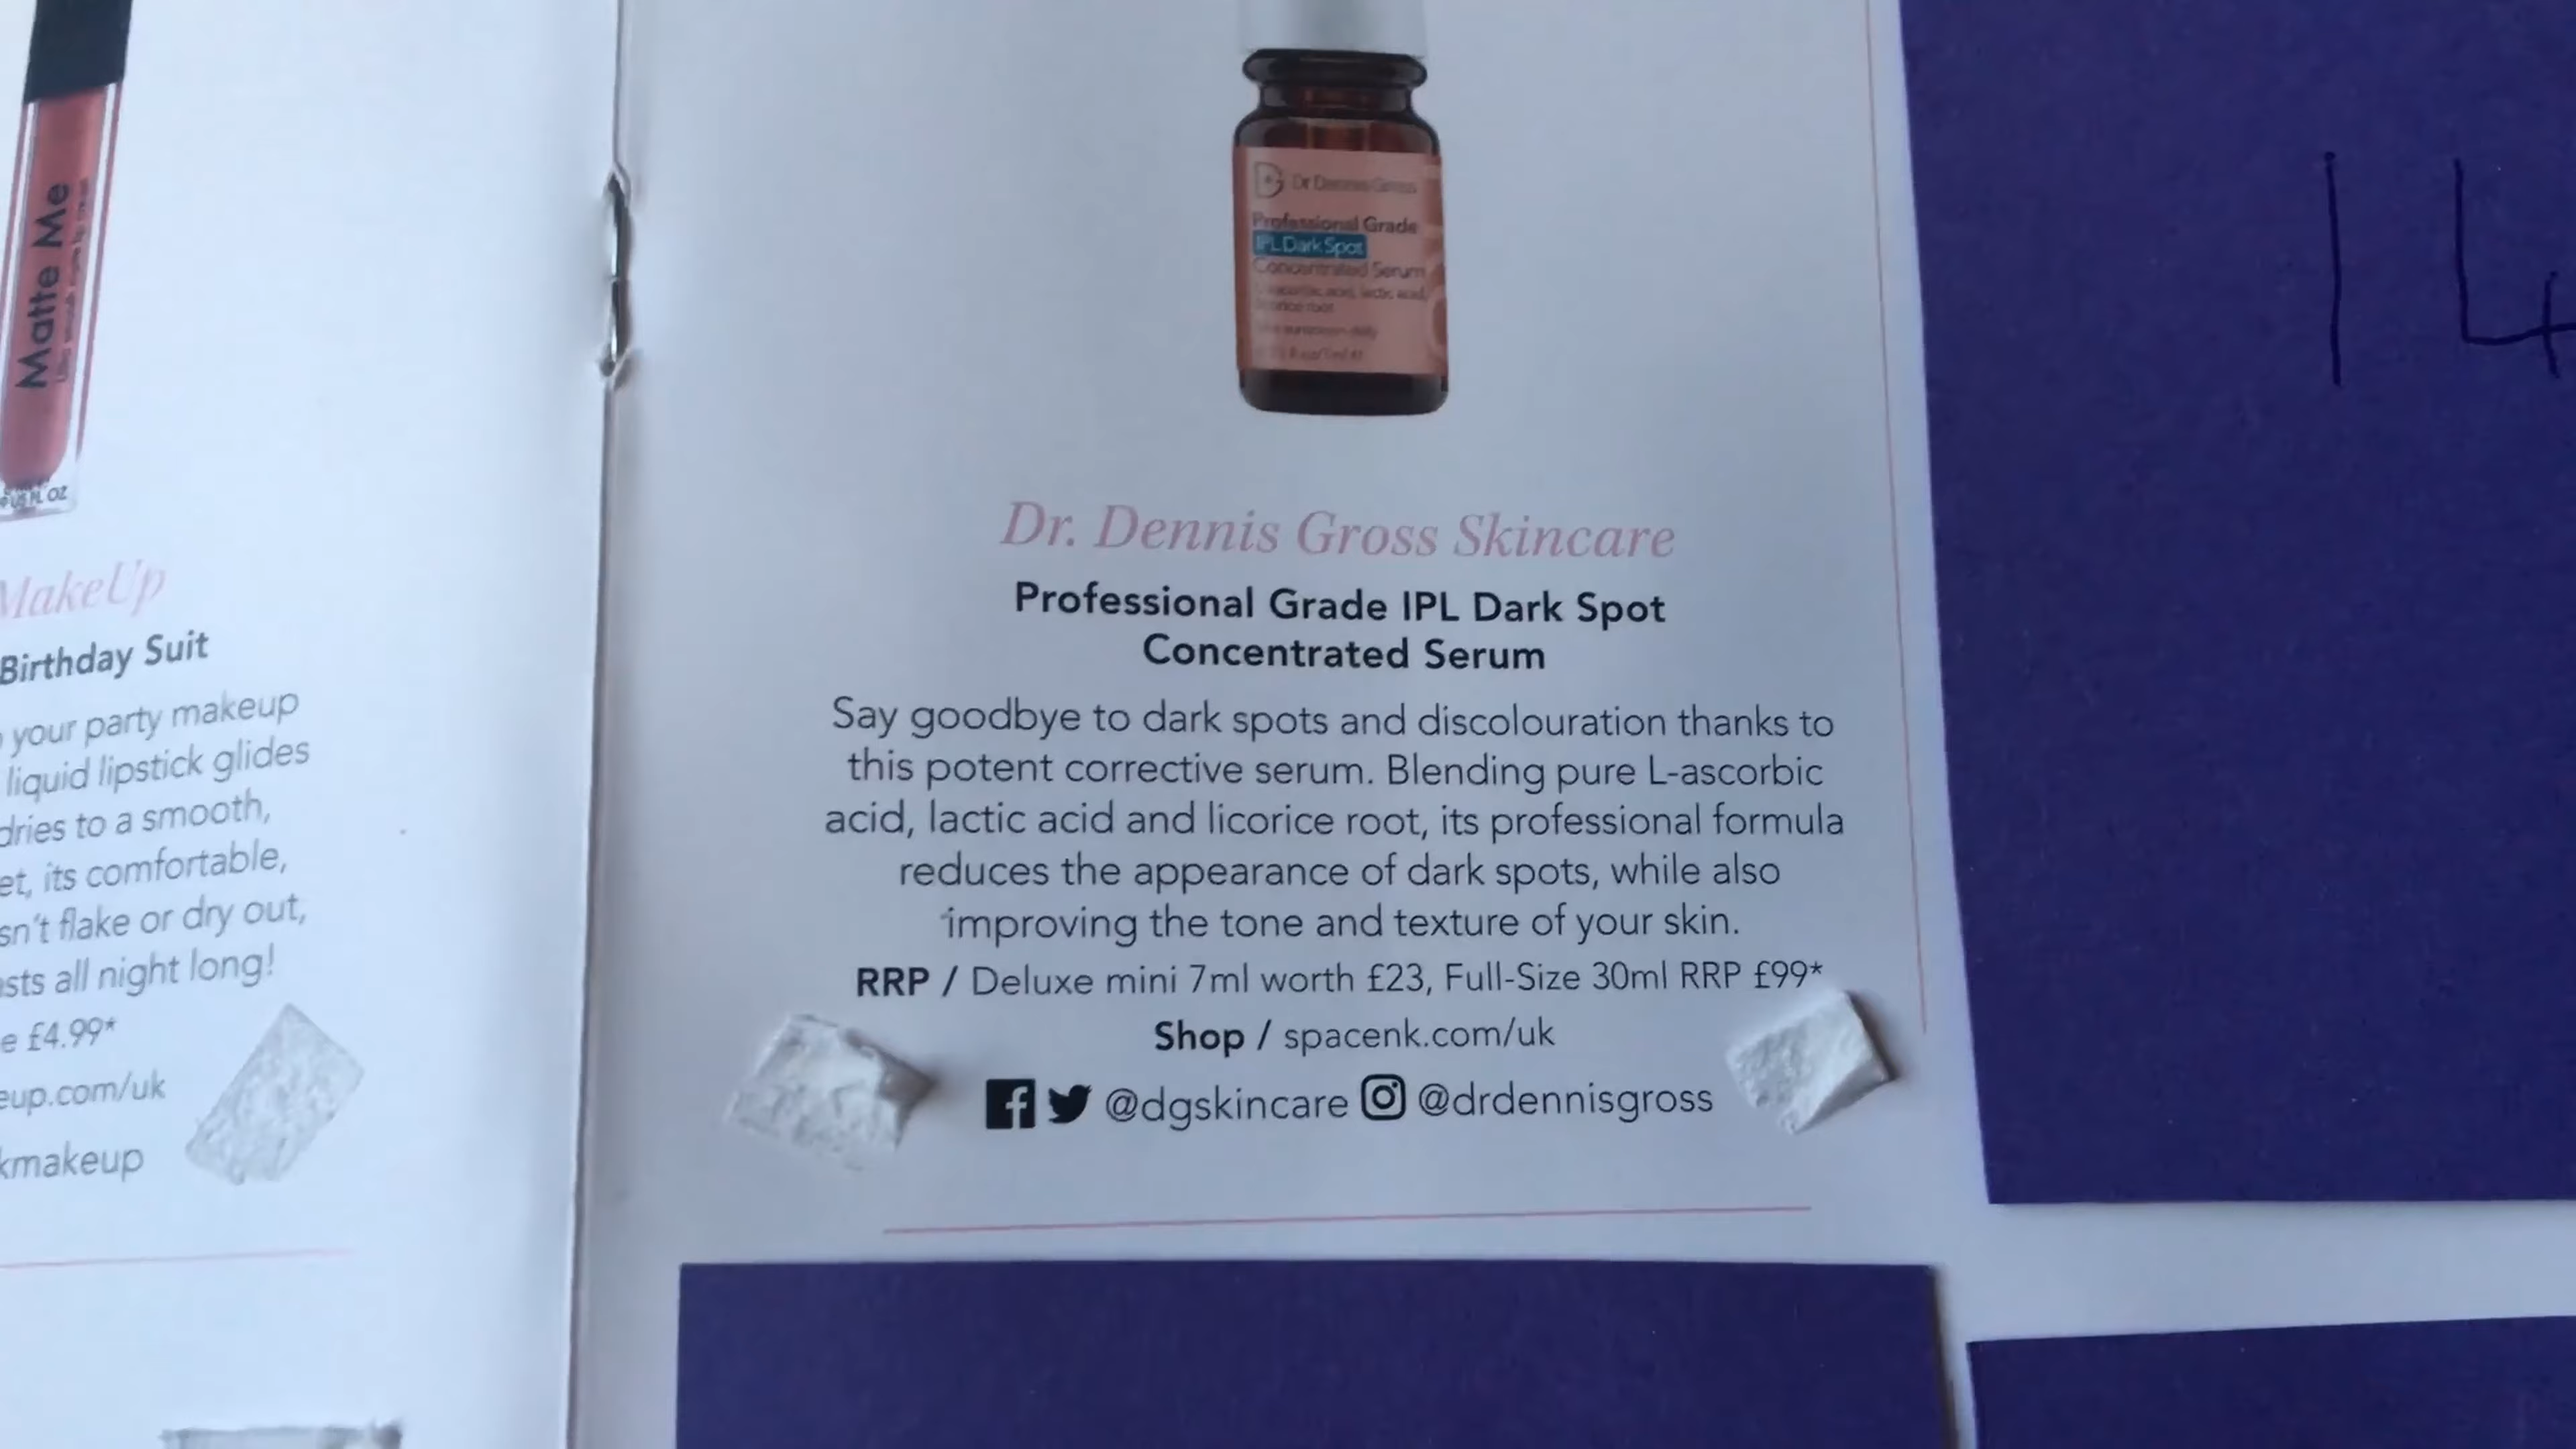 Matte Me
FL OZ
MakeUp
Birthday Suit
your party makeup
liquid lipstick glides
dries to a smooth,
et, its comfortable,
sn't flake or dry out,
asts all night long!
e £4.99*
eup.com/uk
kmakeup
Dr Dennis Gross
Professional Grade
IPL Dark Spot
Concentrated Serum
Dr. Dennis Gross Skincare
Professional Grade IPL Dark Spot
Concentrated Serum
Say goodbye to dark spots and discolouration thanks to
this potent corrective serum. Blending pure L-ascorbic
acid, lactic acid and licorice root, its professional formula
reduces the appearance of dark spots, while also
improving the tone and texture of your skin.
RRP / Deluxe mini 7ml worth £23, Full-Size 30ml RRP £99*
Shop / spacenk.com/uk
@dgskincare @drdennisgross
14